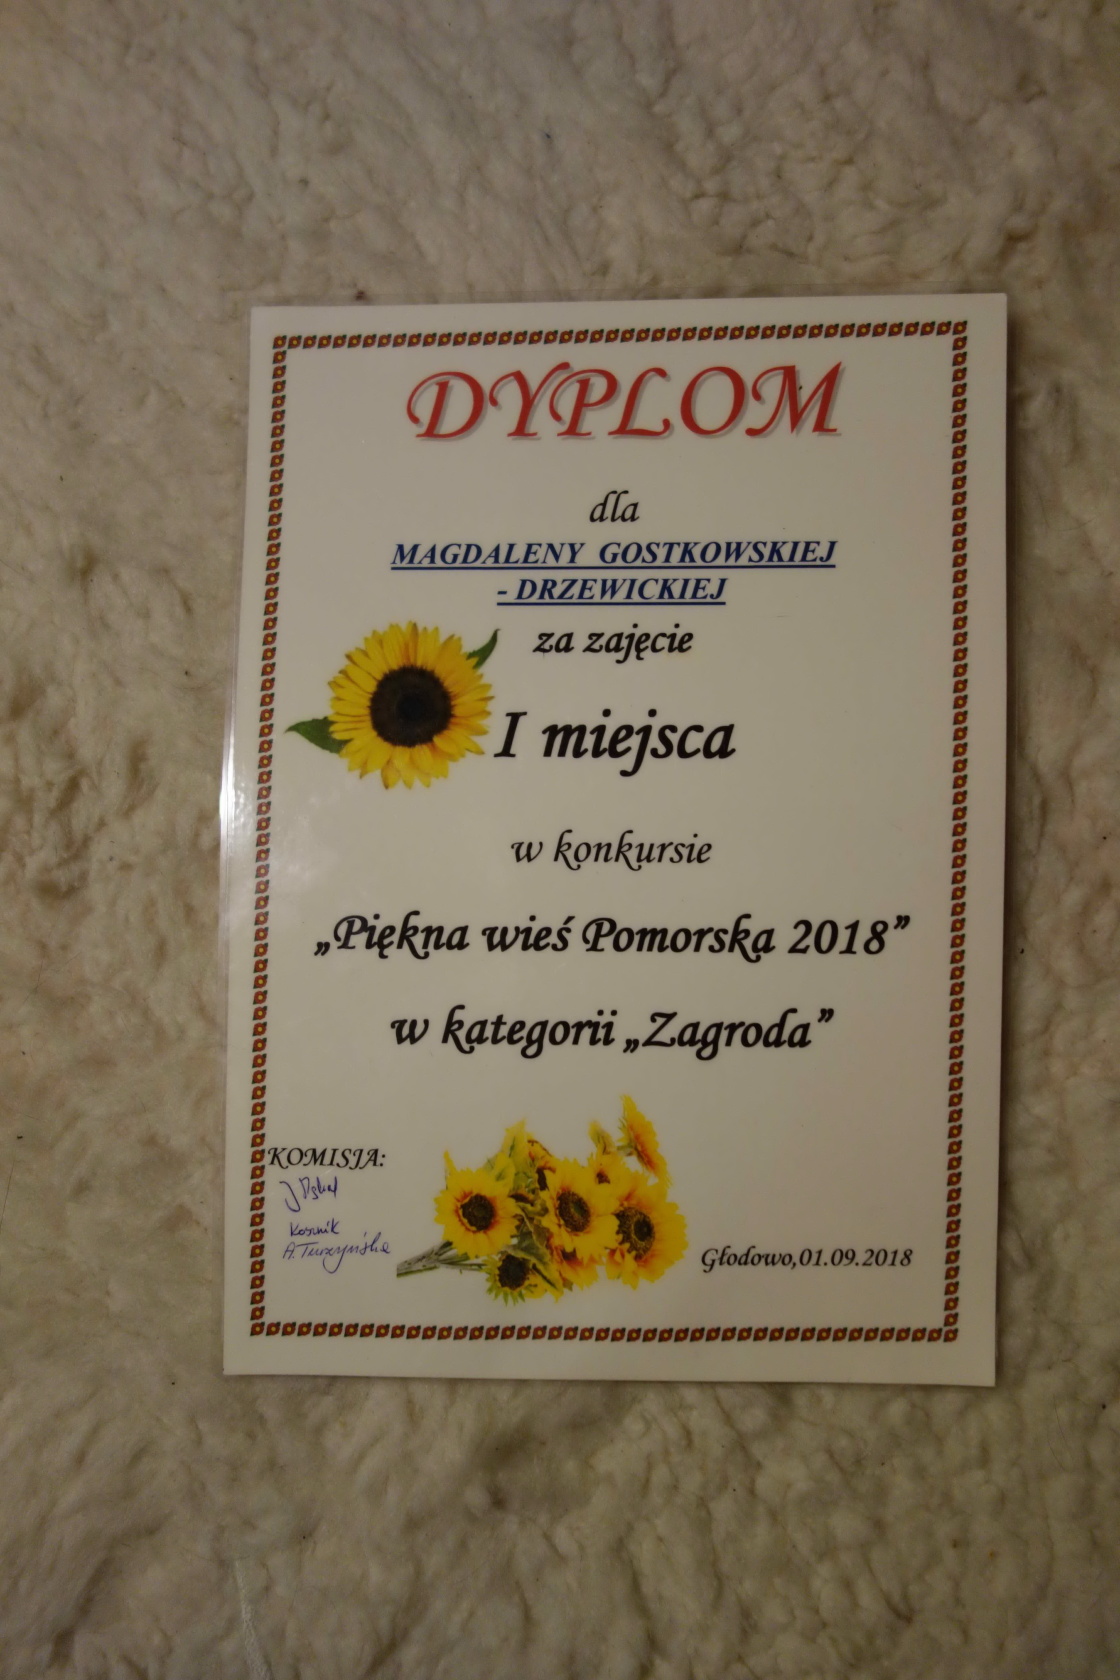 DYPLOM
dla
MAGDALENY GOSTKOWSKIEJ
- DRZEWICKIEJ
za zajęcie
I miejsca
w konkursie
„Piękna wieś Pomorska 2018”
w kategorii „Zagroda”
KOMISJA:
A. Turzyńska
Głodowo,01.09.2018